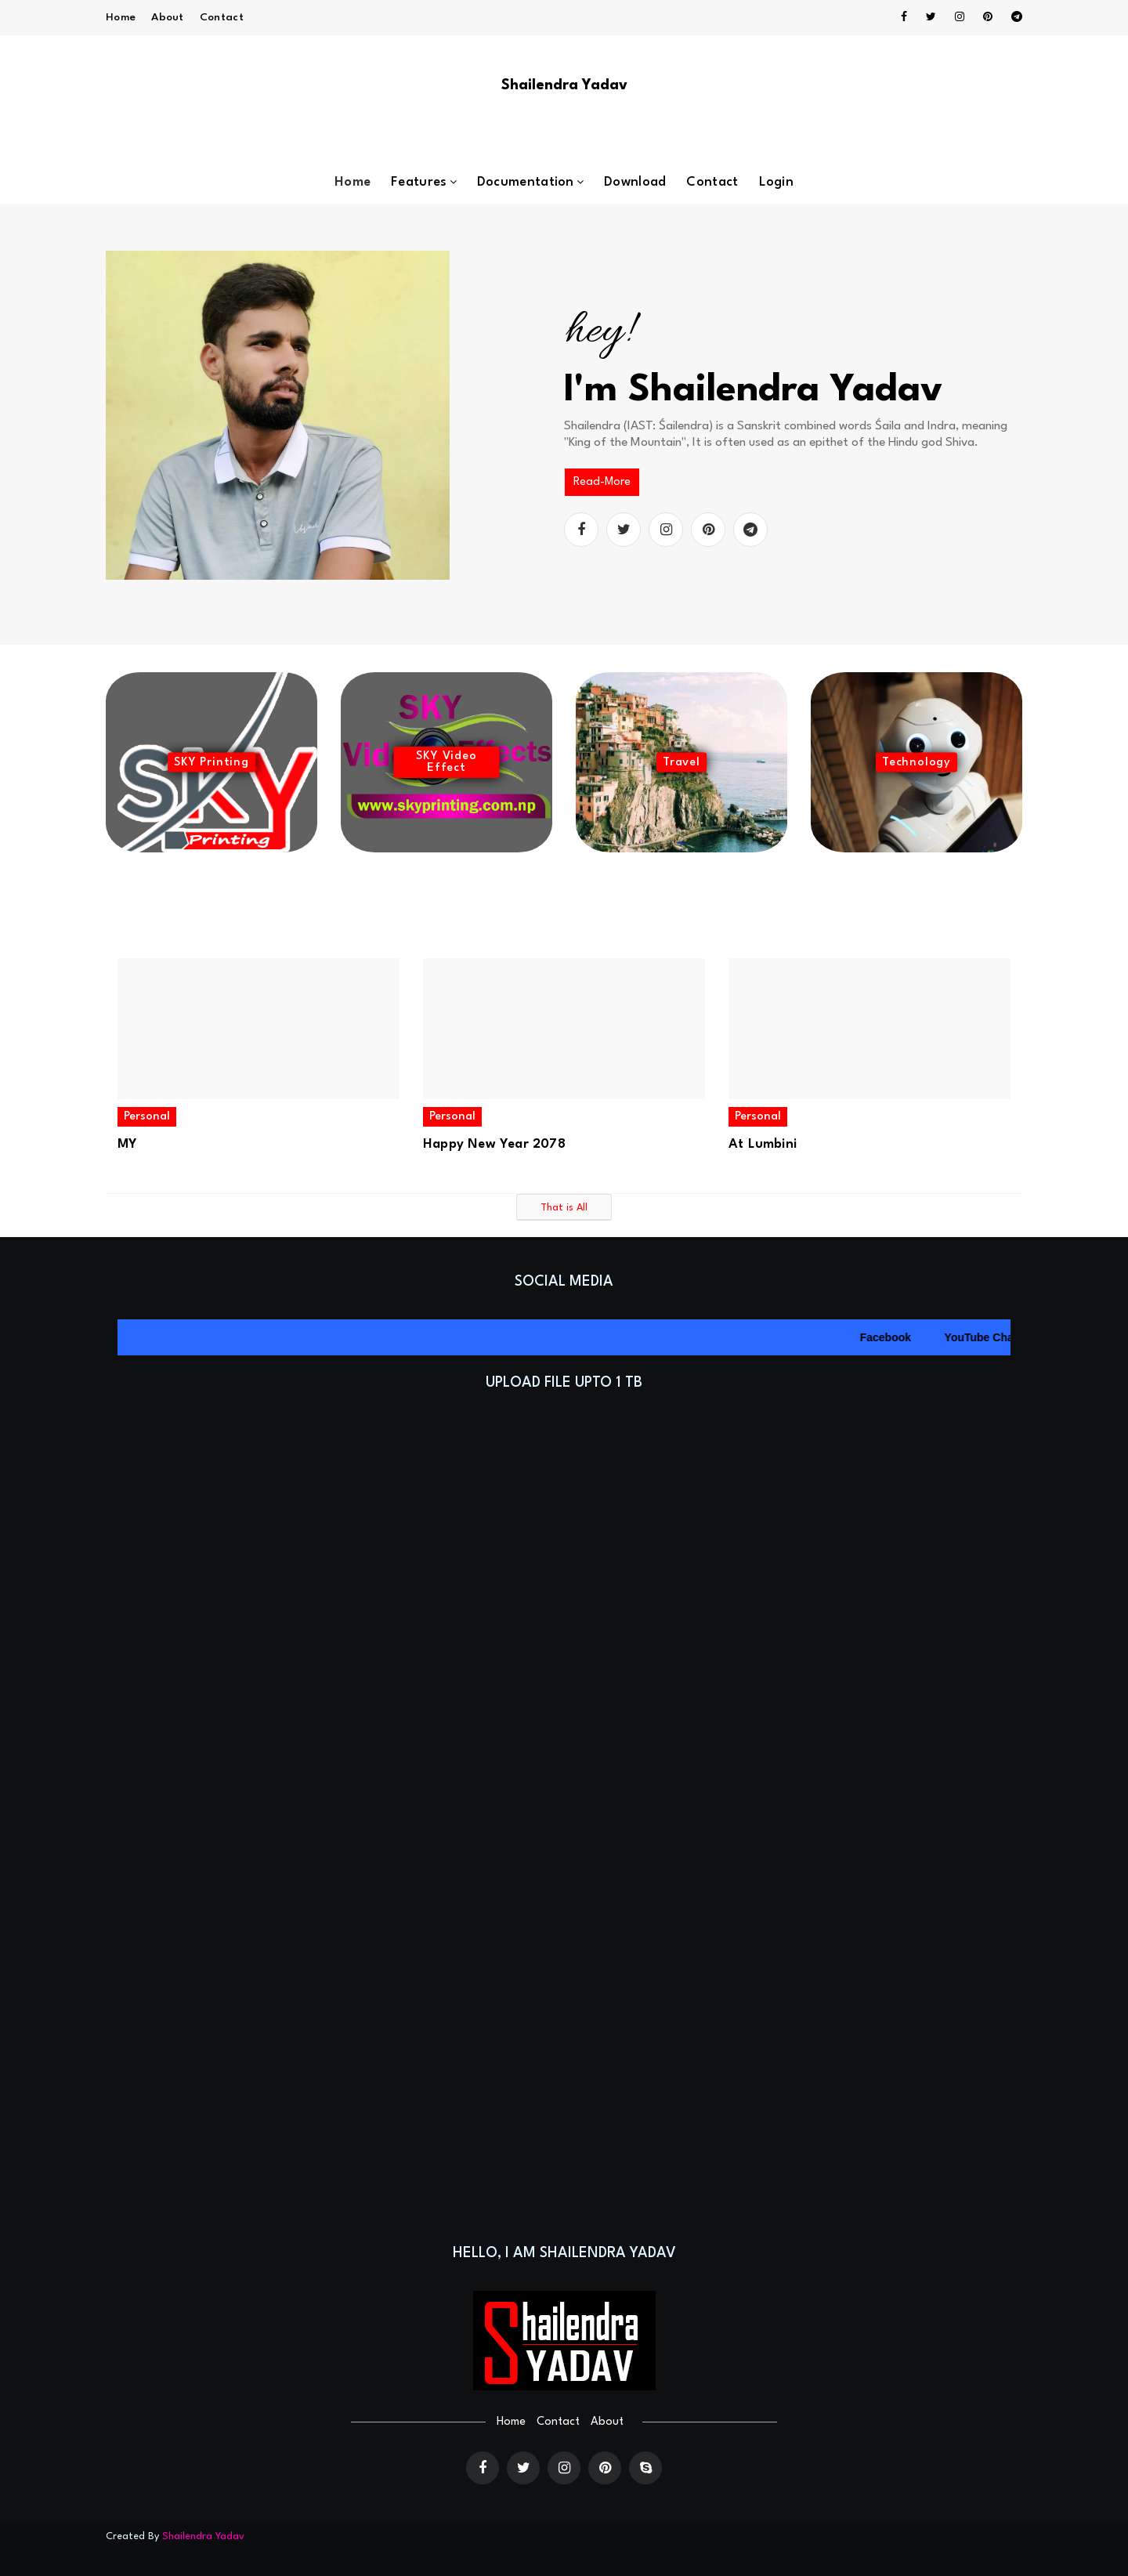 Home About Contact
Shailendra Yadav
Home Features Documentation Download Contact Login
hey!
I'm Shailendra Yadav
Shailendra (IAST: Śailendra) is a Sanskrit combined words Śaila and Indra, meaning
"King of the Mountain", It is often used as an epithet of the Hindu god Shiva.
Read-More
SKY Printing
SKY
Printing
SKY
Effects
SKY Video
Effect
www.skyprinting.com.np
Travel
Technology
Personal
MY
Personal
Happy New Year 2078
Personal
At Lumbini
That is All
SOCIAL MEDIA
Facebook YouTube Cha
UPLOAD FILE UPTO 1 TB
HELLO, I AM SHAILENDRA YADAV
Shailendra
YADAV
Home Contact About
Created By Shailendra Yadav